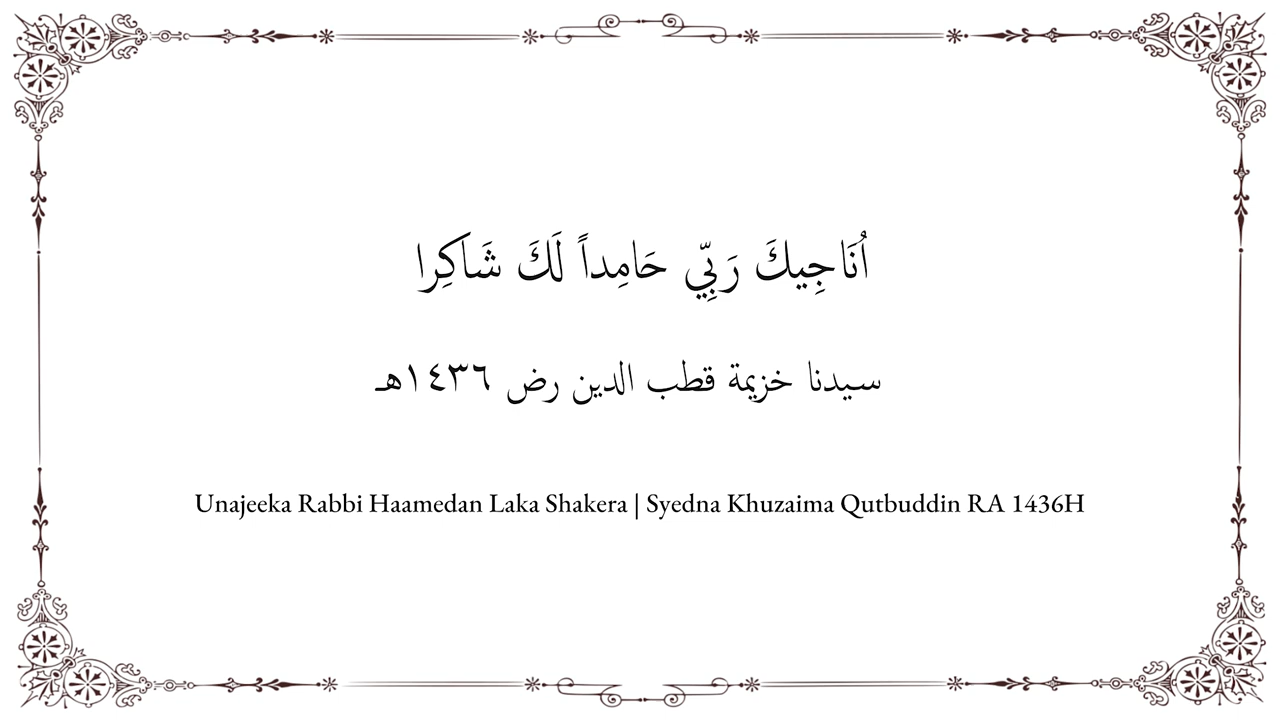 اُنَاجِيكَ رَبِّي حَامِداً لَكَ شَاكِرا
سيدنا خزيمة قطب الدين رض ١٤٣٦هـ
Unajeeka Rabbi Haamedan Laka Shakera | Syedna Khuzaima Qutbuddin RA 1436H